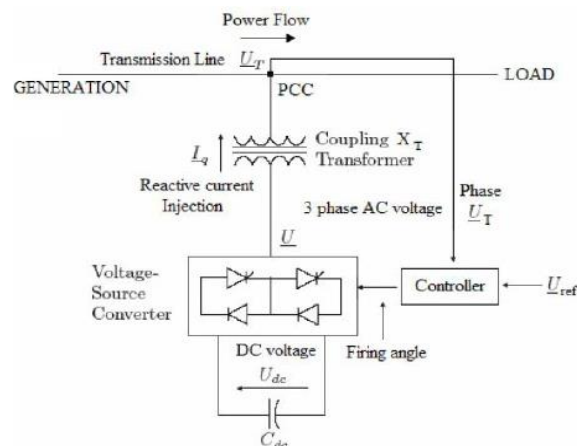 Power Flow
Transmission Line
U_T
GENERATION
PCC
LOAD
Coupling X_T
Transformer
I_q
Reactive current
Injection
Phase
U_T
3 phase AC voltage
U
Voltage-
Source
Converter
Controller
U_ref
DC voltage
Firing angle
U_dc
C_dc